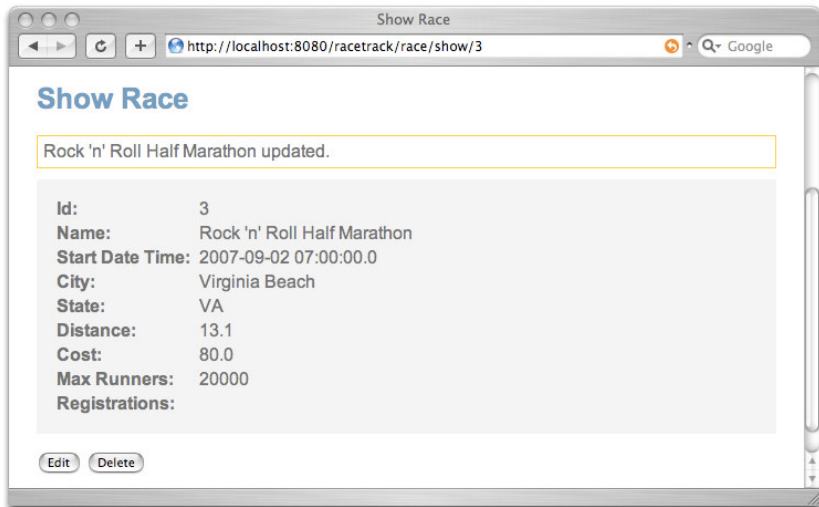 Show Race
http://localhost:8080/racetrack/race/show/3
Google
Show Race
Rock 'n' Roll Half Marathon updated.
Id: 3
Name: Rock 'n' Roll Half Marathon
Start Date Time: 2007-09-02 07:00:00.0
City: Virginia Beach
State: VA
Distance: 13.1
Cost: 80.0
Max Runners: 20000
Registrations:
Edit Delete